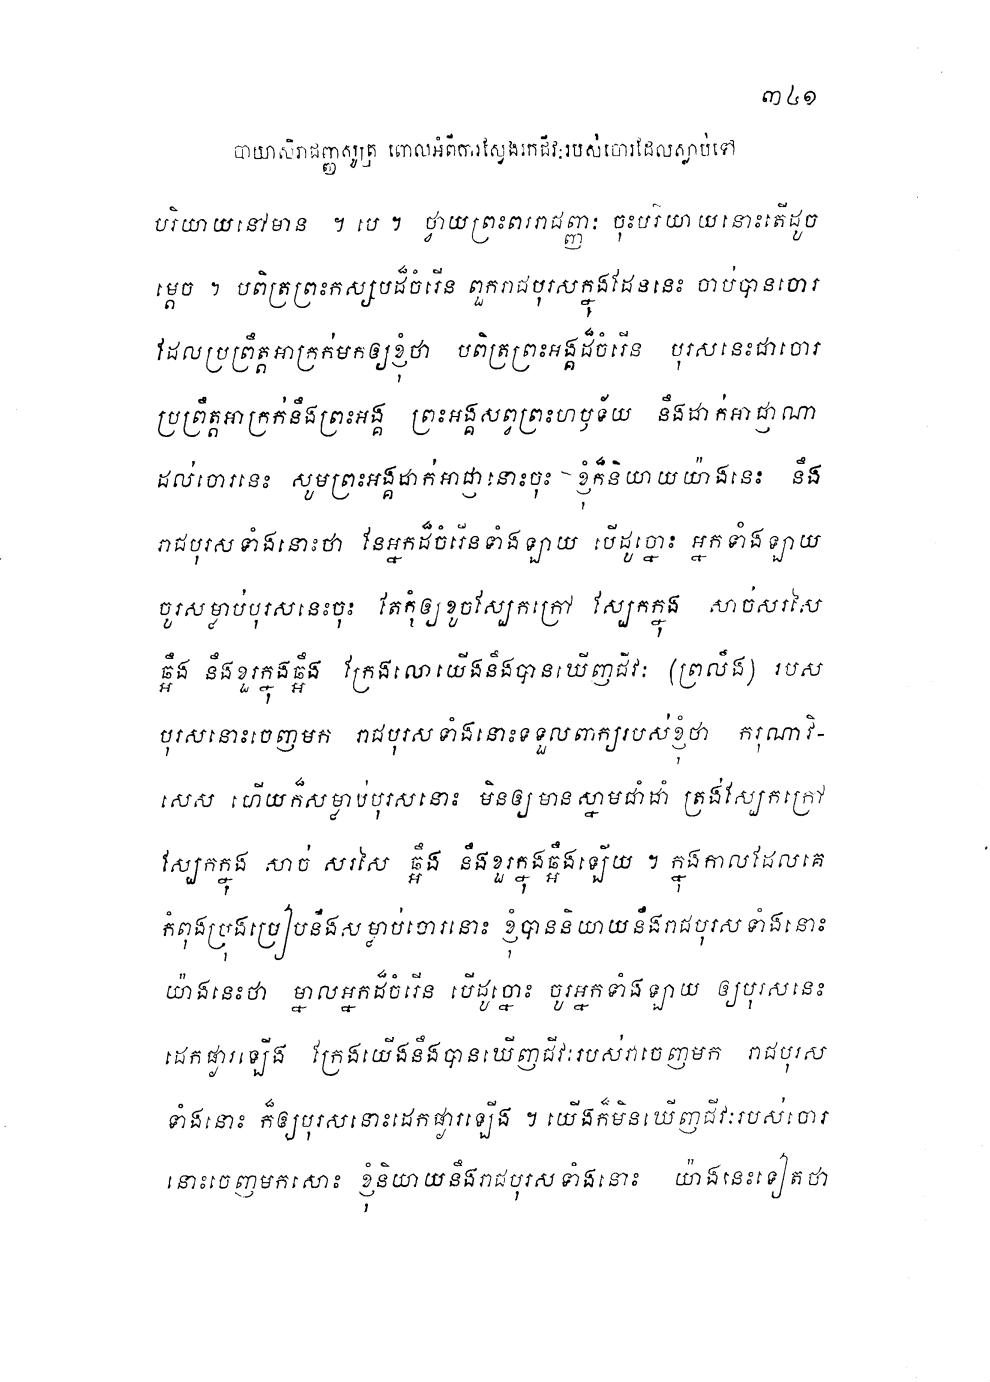 ៣៤១
បាយាសិរាជញ្ញសូត្រ ពោលអំពីការស្វែងរកជីវៈរបស់ចោរដែលស្លាប់ទៅ
បរិយាយនៅមាន ។ បេ ។ ថ្វាយព្រះពររាជញ្ញៈ ចុះបរិយាយនោះតើដូច
ម្តេច ។ បពិត្រព្រះកស្សបដ៏ចំរើន ពួករាជបុរសក្នុងដែននេះ ចាប់បានចោរ
ដែលប្រព្រឹត្តអាក្រក់មកឲ្យខ្ញុំថា បពិត្រព្រះអង្គដ៏ចំរើន បុរសនេះជាចោរ
ប្រព្រឹត្តអាក្រក់នឹងព្រះអង្គ ព្រះអង្គសព្វព្រះហឫទ័យ នឹងដាក់អាជ្ញាណា
ដល់ចោរនេះ សូមព្រះអង្គដាក់អាជ្ញានោះចុះ ខ្ញុំក៏និយាយយ៉ាងនេះ នឹង
រាជបុរសទាំងនោះថា នែអ្នកដ៏ចំរើនទាំងឡាយ បើដូច្នោះ អ្នកទាំងឡាយ
ចូរសម្លាប់បុរសនេះចុះ តែកុំឲ្យខូចស្បែកក្រៅ ស្បែកក្នុង សាច់សរសៃ
ឆ្អឹង នឹងខួរក្នុងឆ្អឹង ក្រែងលោយើងនឹងបានឃើញជីវៈ (ព្រលឹង) របស
បុរសនោះចេញមក រាជបុរសទាំងនោះទទួលពាក្យរបស់ខ្ញុំថា ករុណាវិ-
សេស ហើយក៏សម្លាប់បុរសនោះ មិនឲ្យមានស្នាមជាំដាំ ត្រង់ស្បែកក្រៅ
ស្បែកក្នុង សាច់ សរសៃ ឆ្អឹង នឹងខួរក្នុងឆ្អឹងឡើយ ។ ក្នុងកាលដែលគេ
កំពុងប្រុងប្រៀបនឹងសម្លាប់ចោរនោះ ខ្ញុំបាននិយាយនឹងរាជបុរសទាំងនោះ
យ៉ាងនេះថា ម្នាលអ្នកដ៏ចំរើន បើដូច្នោះ ចូរអ្នកទាំងឡាយ ឲ្យបុរសនេះ
ដេកផ្ងារឡើង ក្រែងយើងនឹងបានឃើញជីវៈរបស់វាចេញមក រាជបុរស
ទាំងនោះ ក៏ឲ្យបុរសនោះដេកផ្ងារឡើង ។ យើងក៏មិនឃើញជីវៈរបស់ចោរ
នោះចេញមកសោះ ខ្ញុំនិយាយនឹងរាជបុរសទាំងនោះ យ៉ាងនេះទៀតថា